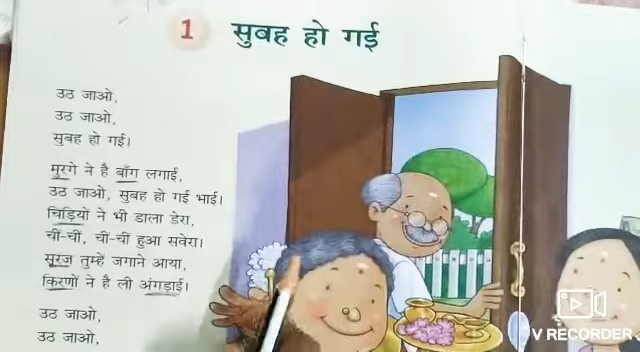 1 सुबह हो गई
उठ जाओ,
उठ जाओ,
सुबह हो गई।
मुरगे ने है बाँग लगाई,
उठ जाओ, सुबह हो गई भाई।
चिड़ियों ने भी डाला डेरा,
चीं-चीं, चीं-चीं हुआ सवेरा।
सूरज तुम्हें जगाने आया,
किरणों ने है ली अंगड़ाई।
उठ जाओ,
उठ जाओ,
V RECORDER